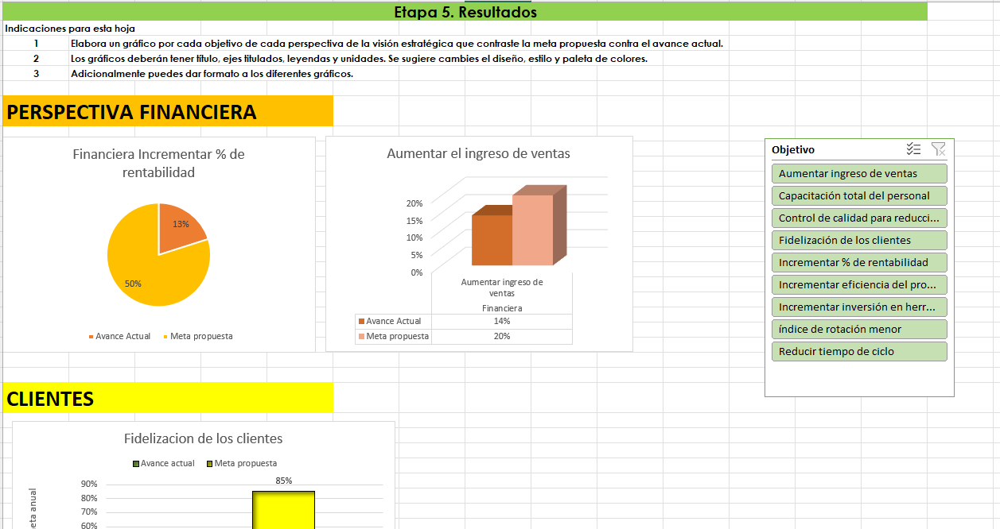 Etapa 5. Resultados
Indicaciones para esta hoja
1 Elabora un gráfico por cada objetivo de cada perspectiva de la visión estratégica que contraste la meta propuesta contra el avance actual.
2 Los gráficos deberán tener título, ejes titulados, leyendas y unidades. Se sugiere cambies el diseño, estilo y paleta de colores.
3 Adicionalmente puedes dar formato a los diferentes gráficos.
PERSPECTIVA FINANCIERA
Financiera Incrementar % de
rentabilidad
13%
50%
Avance Actual Meta propuesta
Aumentar el ingreso de ventas
20%
15%
10%
5%
0%
Aumentar ingreso de
ventas
Financiera
Avance Actual 14%
Meta propuesta 20%
Objetivo
Aumentar ingreso de ventas
Capacitación total del personal
Control de calidad para reducci...
Fidelización de los clientes
Incrementar % de rentabilidad
Incrementar eficiencia del pro...
Incrementar inversión en herr...
índice de rotación menor
Reducir tiempo de ciclo
CLIENTES
Fidelizacion de los clientes
Avance actual Meta propuesta
85%
90%
80%
70%
60%
eta anual